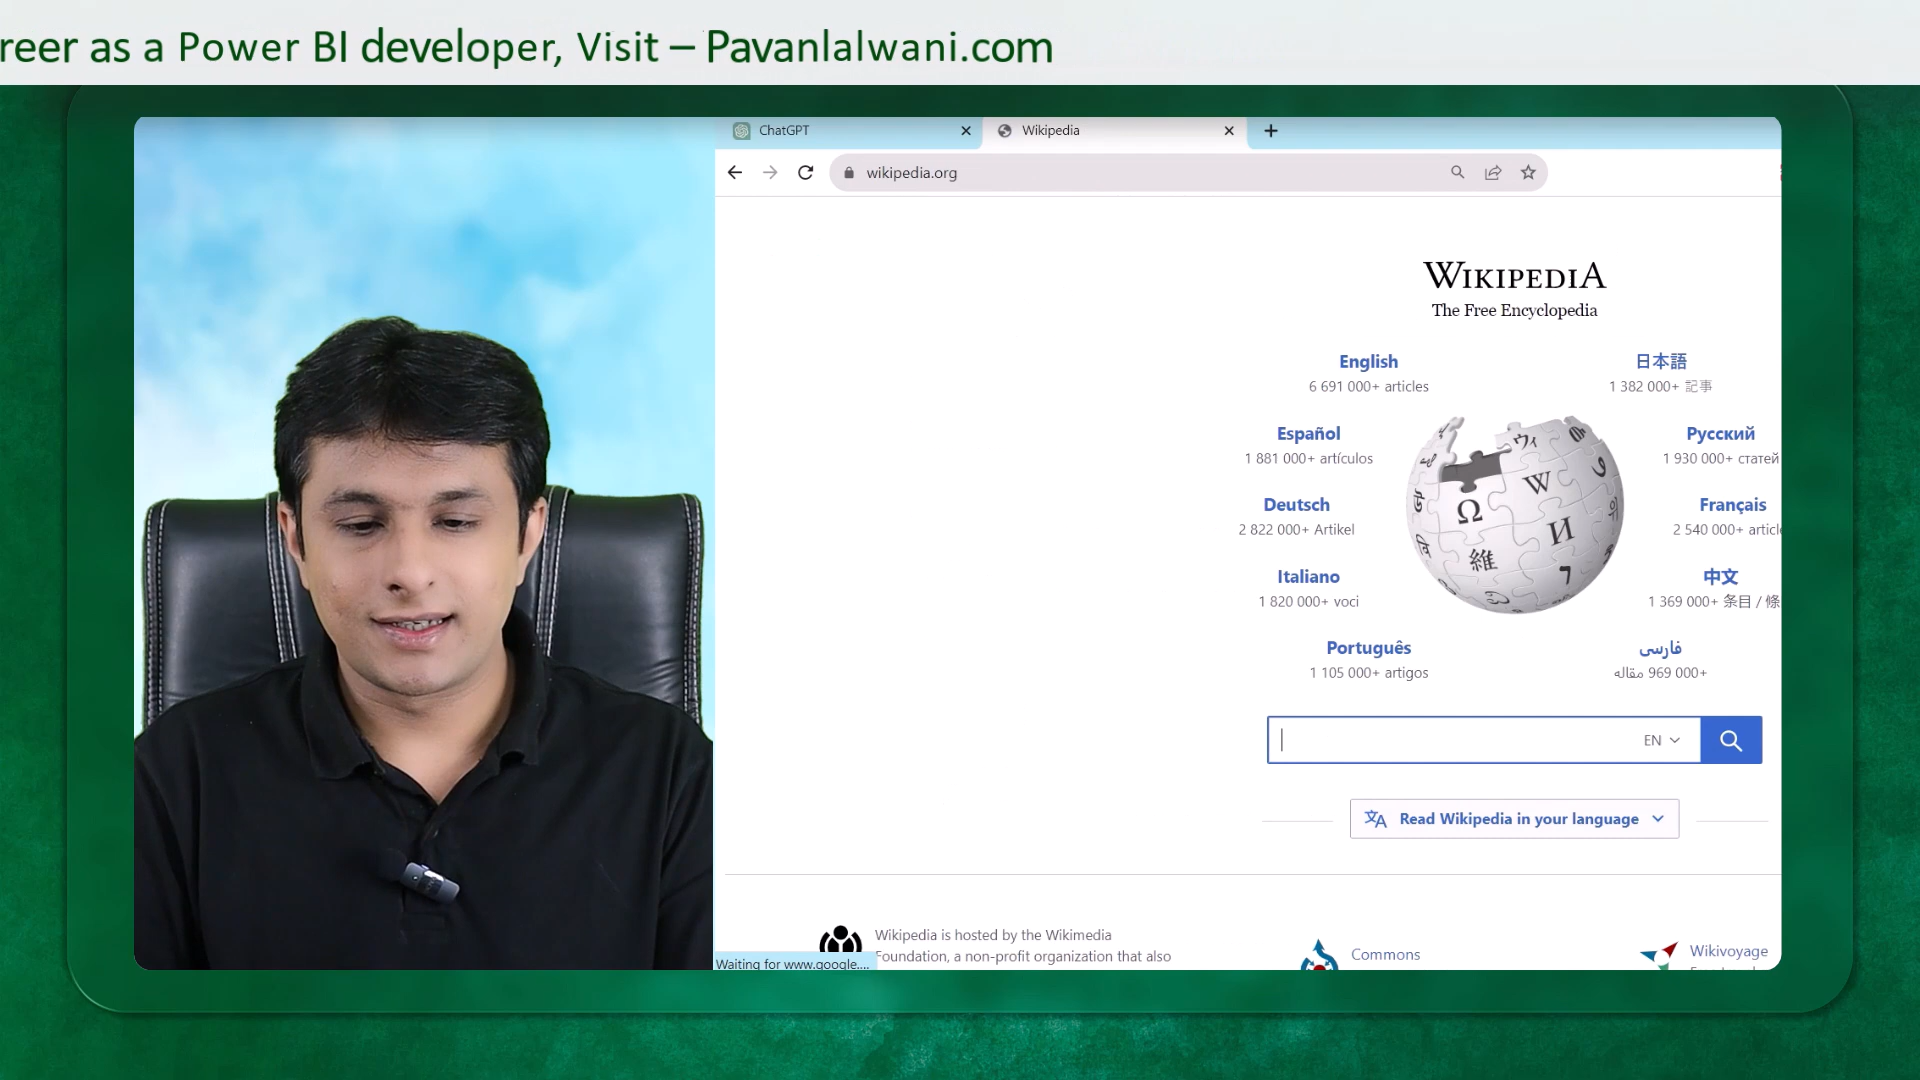 reer as a Power BI developer, Visit – Pavanlalwani.com
ChatGPT
Wikipedia
wikipedia.org
WIKIPEDIA
The Free Encyclopedia
English
6 691 000+ articles
日本語
1 382 000+ 記事
Español
1 881 000+ artículos
Русский
1 930 000+ статей
Deutsch
2 822 000+ Artikel
Français
2 540 000+ articl
Italiano
1 820 000+ voci
中文
1 369 000+ 条目 / 條
Português
1 105 000+ artigos
فارسی
969 000+ مقاله
EN
Read Wikipedia in your language
Wikipedia is hosted by the Wikimedia
Foundation, a non-profit organization that also
Commons
Wikivoyage
Waiting for www.google....